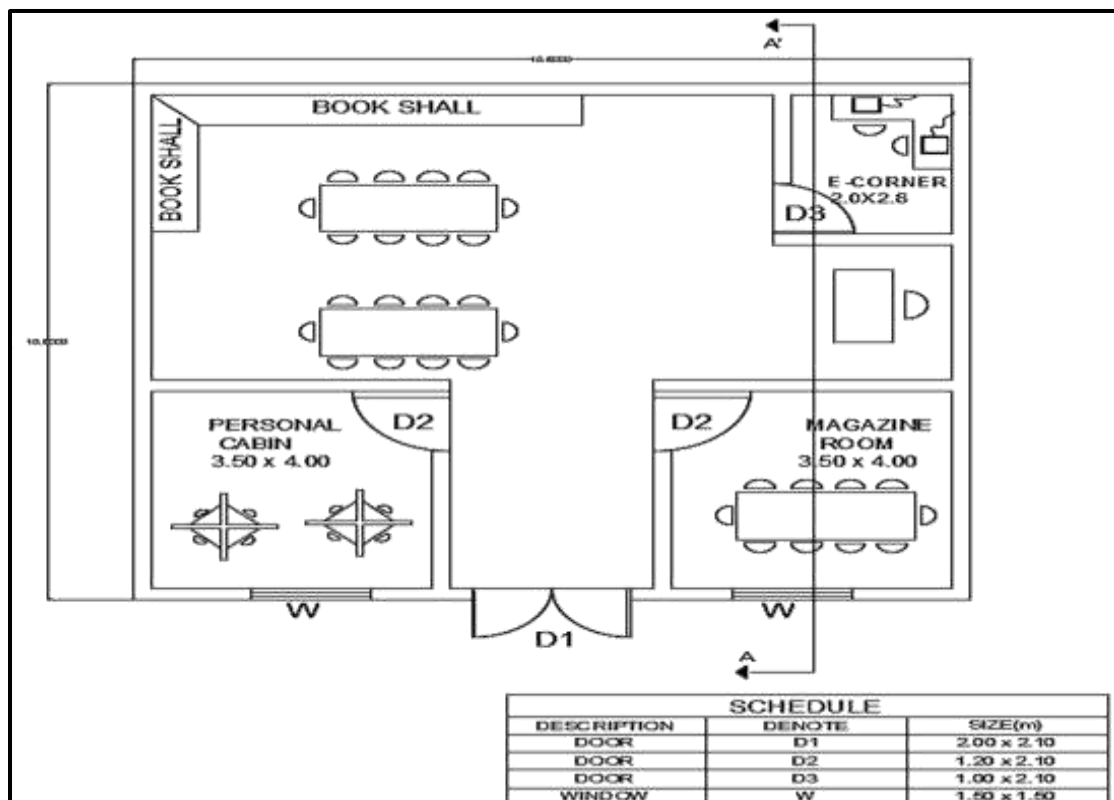 A'
BOOK SHALL
BOOK SHALL
E-CORNER
2.0X2.8
D3
D2
D2
PERSONAL
CABIN
3.50 x 4.00
MAGAZINE
ROOM
3.50 x 4.00
W
W
D1
A
SCHEDULE
DESCRIPTION DENOTE SIZE(m)
DOOR D1 2.00 x 2.10
DOOR D2 1.20 x 2.10
DOOR D3 1.00 x 2.10
WINDOW W 1.50 x 1.50